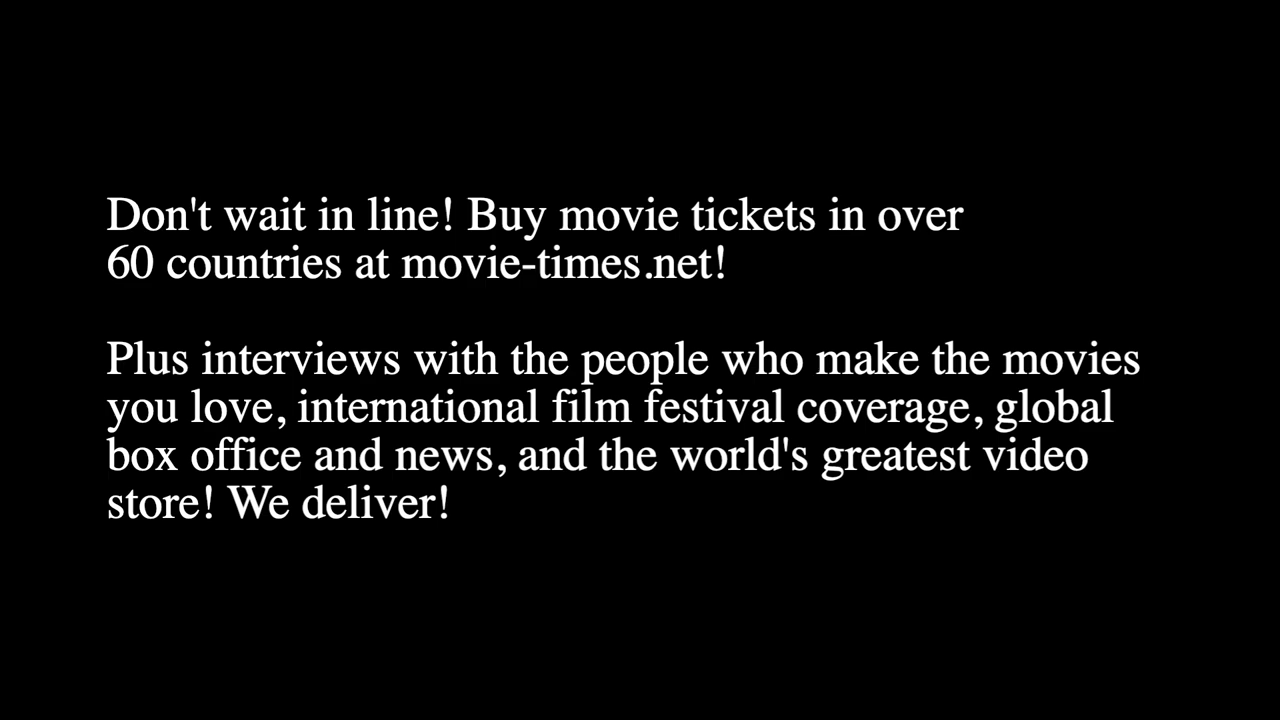 Don't wait in line! Buy movie tickets in over
60 countries at movie-times.net!
Plus interviews with the people who make the movies
you love, international film festival coverage, global
box office and news, and the world's greatest video
store! We deliver!